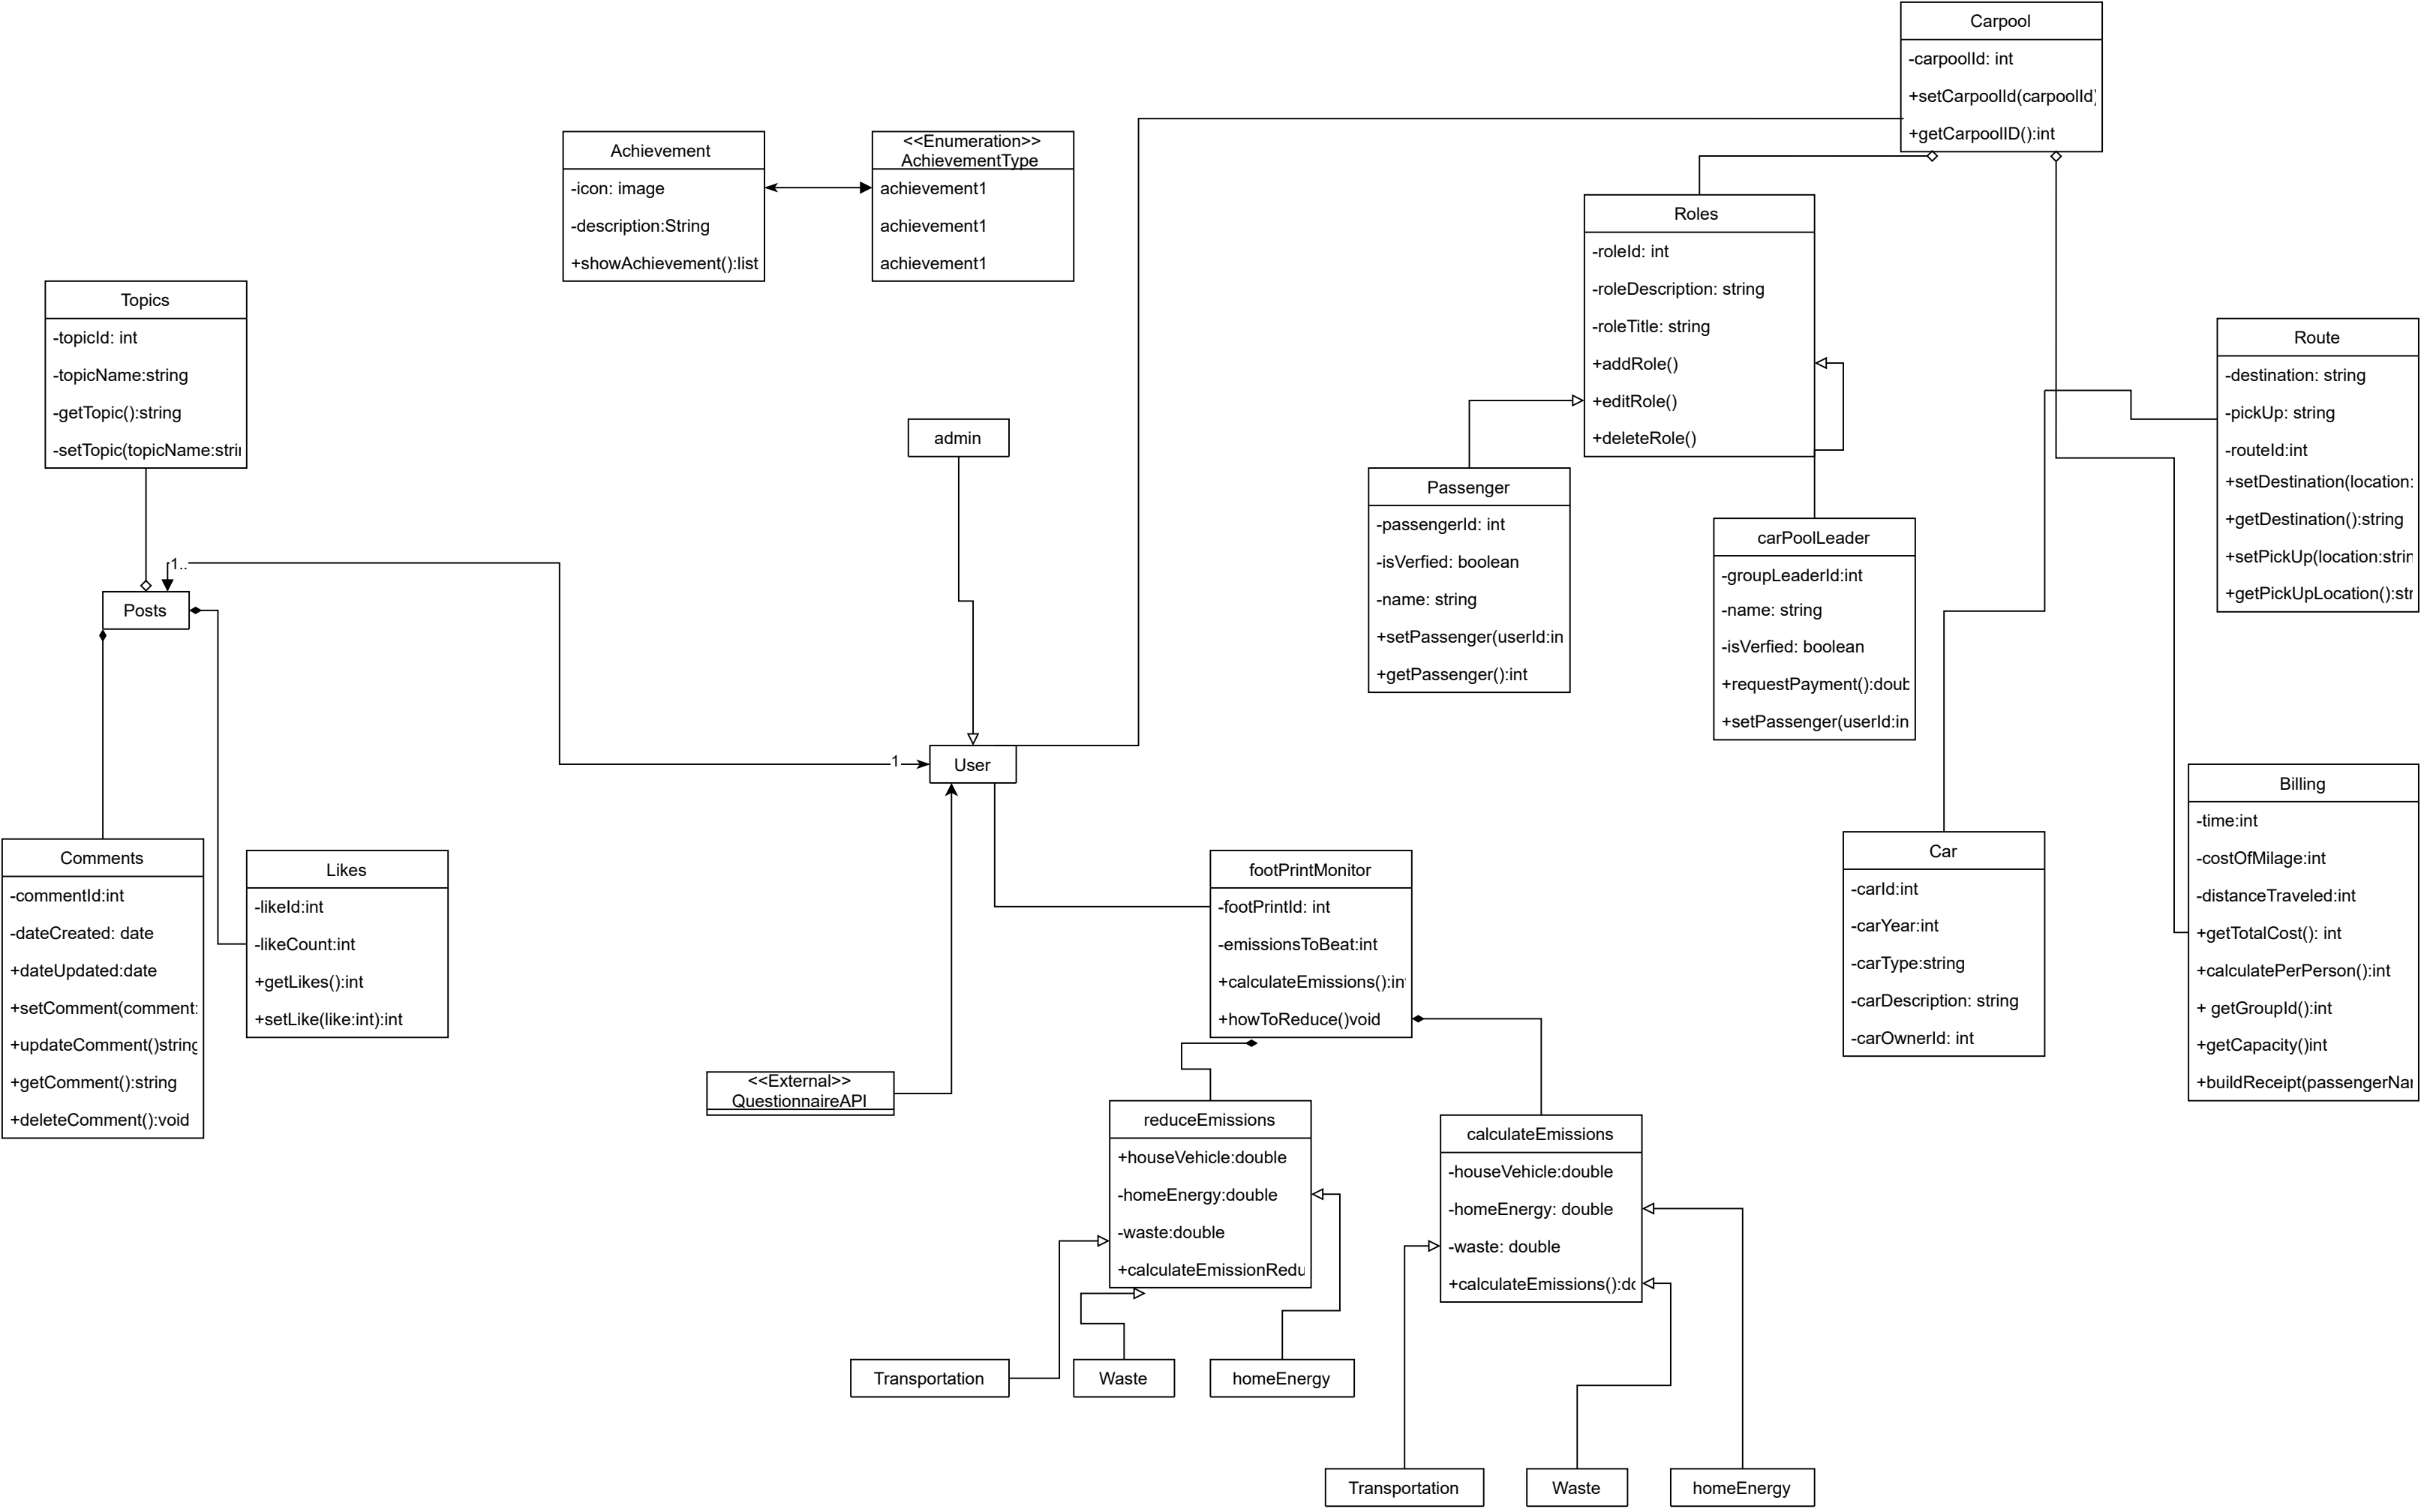 Carpool
-carpoolId: int
+setCarpoolId(carpoolId)
+getCarpoolID():int
Achievement
-icon: image
-description:String
+showAchievement():list
<<Enumeration>>
AchievementType
achievement1
achievement1
achievement1
Roles
-roleId: int
-roleDescription: string
-roleTitle: string
+addRole()
+editRole()
+deleteRole()
Topics
-topicId: int
-topicName:string
-getTopic():string
-setTopic(topicName:stri
Route
-destination: string
-pickUp: string
-routeId:int
+setDestination(location:
+getDestination():string
+setPickUp(location:strin
+getPickUpLocation():str
admin
Passenger
-passengerId: int
-isVerfied: boolean
-name: string
+setPassenger(userId:in
+getPassenger():int
carPoolLeader
-groupLeaderId:int
-name: string
-isVerfied: boolean
+requestPayment():doub
+setPassenger(userId:in
1..
Posts
1
User
Billing
-time:int
-costOfMilage:int
-distanceTraveled:int
+getTotalCost(): int
+calculatePerPerson():int
+ getGroupId():int
+getCapacity()int
+buildReceipt(passengerNar
Car
-carId:int
-carYear:int
-carType:string
-carDescription: string
-carOwnerId: int
Comments
-commentId:int
-dateCreated: date
+dateUpdated:date
+setComment(comment:
+updateComment()string
+getComment():string
+deleteComment():void
Likes
-likeId:int
-likeCount:int
+getLikes():int
+setLike(like:int):int
footPrintMonitor
-footPrintId: int
-emissionsToBeat:int
+calculateEmissions():in
+howToReduce()void
<<External>>
QuestionnaireAPI
reduceEmissions
+houseVehicle:double
-homeEnergy:double
-waste:double
+calculateEmissionRedu
calculateEmissions
-houseVehicle:double
-homeEnergy: double
-waste: double
+calculateEmissions():do
Transportation
Waste
homeEnergy
Transportation
Waste
homeEnergy